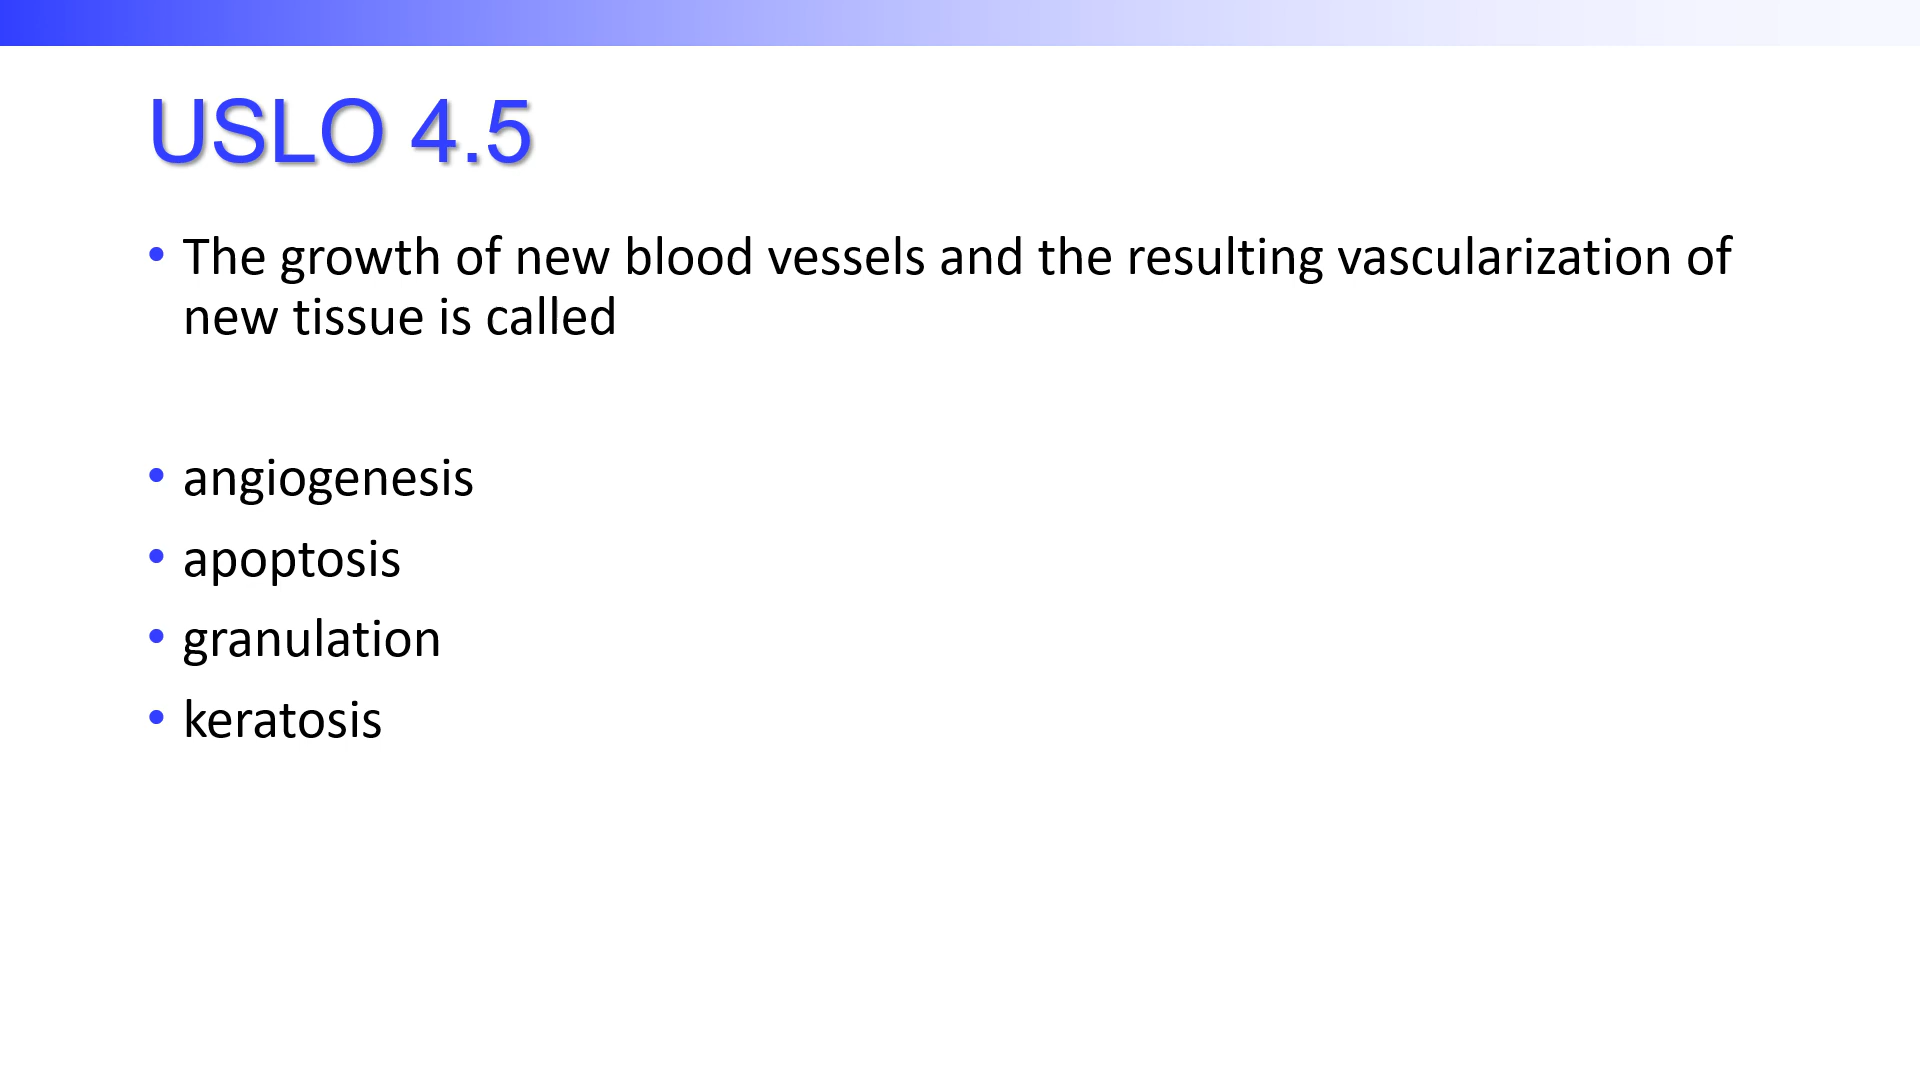 USLO 4.5
• The growth of new blood vessels and the resulting vascularization of
new tissue is called
• angiogenesis
• apoptosis
• granulation
• keratosis